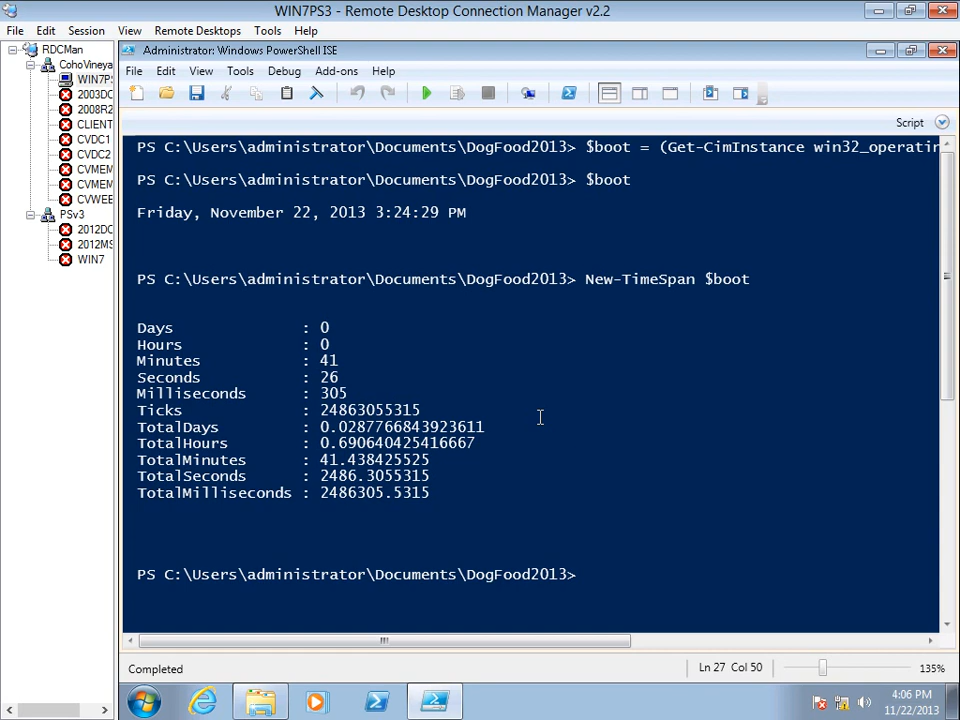 WIN7PS3 - Remote Desktop Connection Manager v2.2
File Edit Session View Remote Desktops Tools Help
RDCMan
CohoVineya
WIN7PS
2003DC
2008R2
CLIENT
CVDC1
CVDC2
CVMEM
CVMEM
CVWEE
PSv3
2012DC
2012MS
WIN7
Administrator: Windows PowerShell ISE
File Edit View Tools Debug Add-ons Help
Script
PS C:\Users\administrator\Documents\DogFood2013> $boot = (Get-CimInstance win32_operatin
PS C:\Users\administrator\Documents\DogFood2013> $boot
Friday, November 22, 2013 3:24:29 PM
PS C:\Users\administrator\Documents\DogFood2013> New-TimeSpan $boot
Days : 0
Hours : 0
Minutes : 41
Seconds : 26
Milliseconds : 305
Ticks : 24863055315
TotalDays : 0.0287766843923611
TotalHours : 0.690640425416667
TotalMinutes : 41.438425525
TotalSeconds : 2486.3055315
TotalMilliseconds : 2486305.5315
PS C:\Users\administrator\Documents\DogFood2013>
Completed
Ln 27 Col 50
135%
4:06 PM
11/22/2013